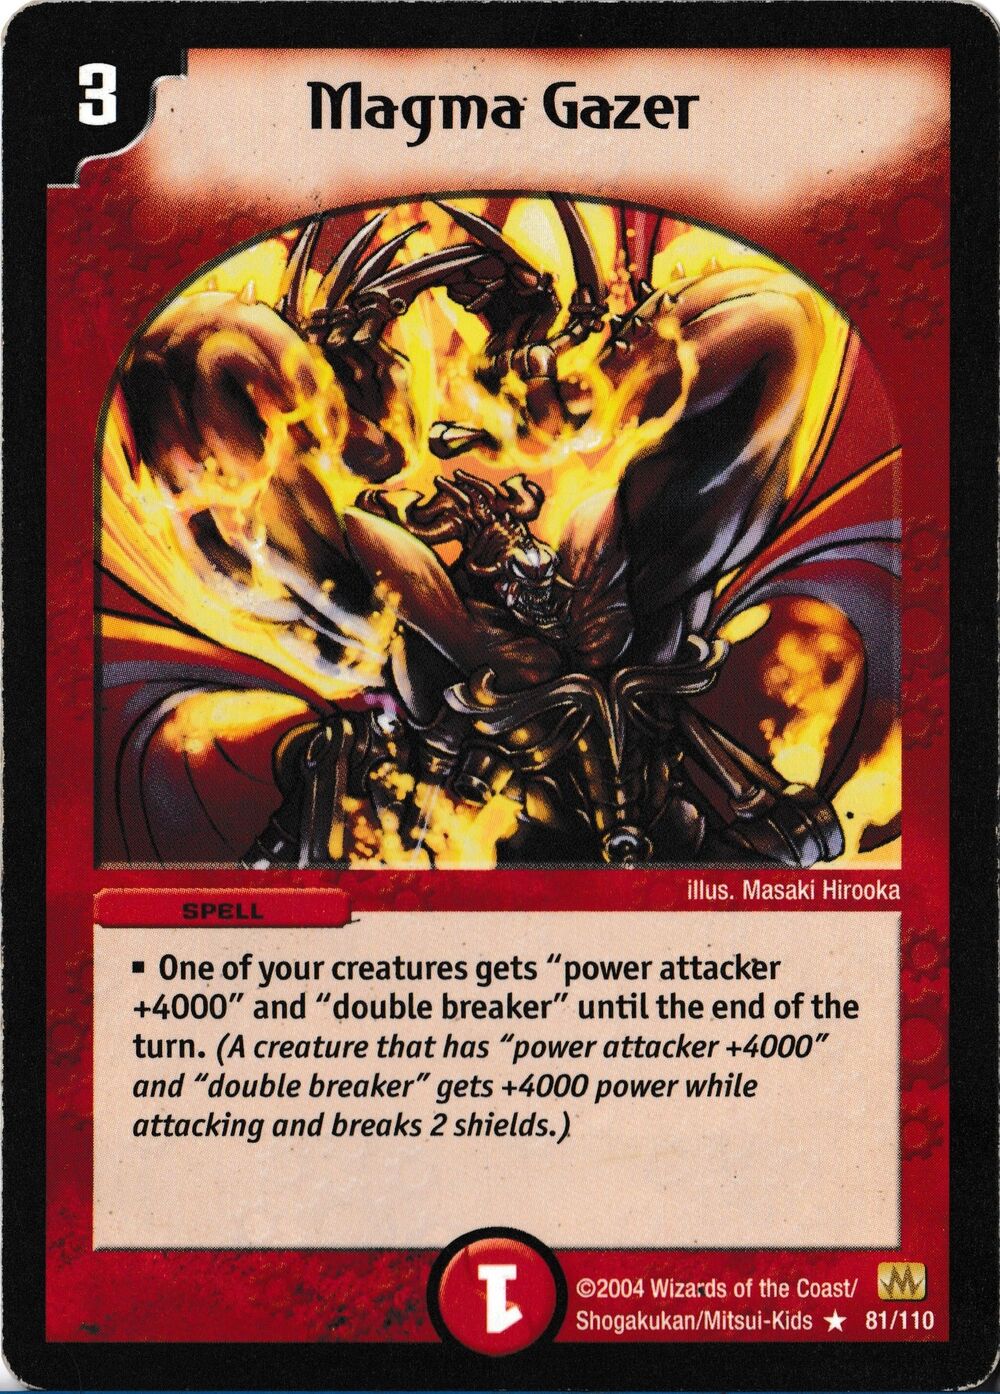 3
Magma Gazer
illus. Masaki Hirooka
SPELL
▪ One of your creatures gets “power attacker
+4000” and “double breaker” until the end of the
turn. (A creature that has “power attacker +4000”
and “double breaker” gets +4000 power while
attacking and breaks 2 shields.)
1
©2004 Wizards of the Coast/
Shogakukan/Mitsui-Kids ★ 81/110